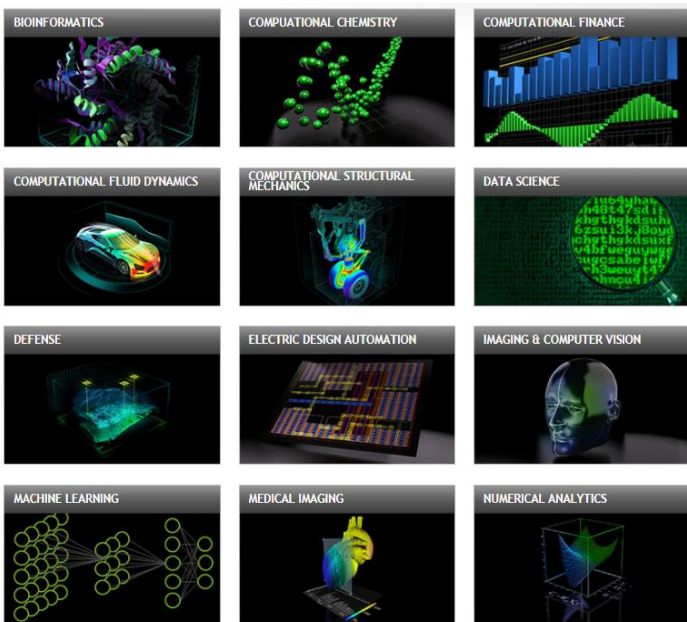 BIOINFORMATICS
COMPUATIONAL CHEMISTRY
COMPUTATIONAL FINANCE
COMPUTATIONAL FLUID DYNAMICS
COMPUTATIONAL STRUCTURAL
MECHANICS
DATA SCIENCE
DEFENSE
ELECTRIC DESIGN AUTOMATION
IMAGING & COMPUTER VISION
MACHINE LEARNING
MEDICAL IMAGING
NUMERICAL ANALYTICS